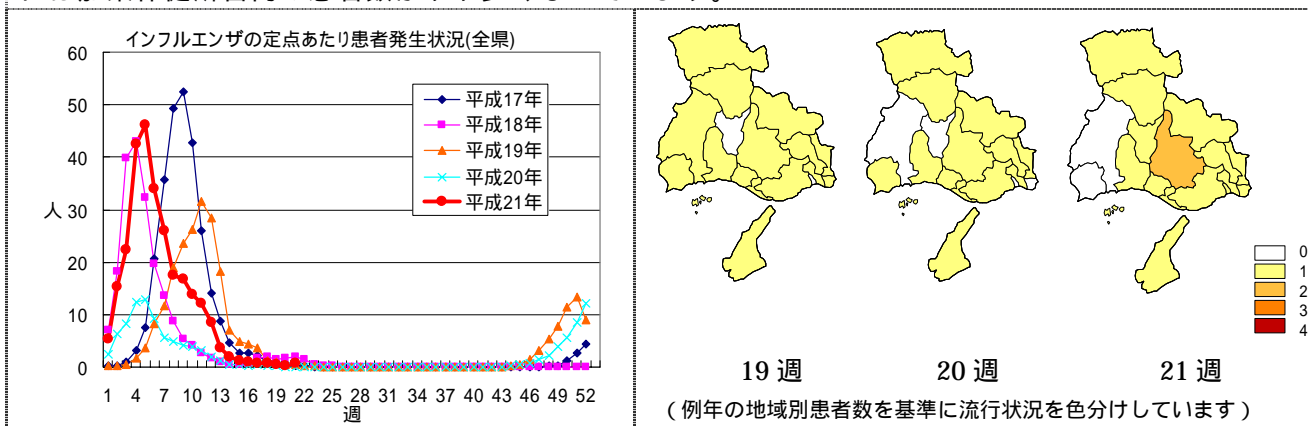 インフルエンザの定点あたり患者発生状況(全県)
60
50
40
30
20
10
0
人
平成17年
平成18年
平成19年
平成20年
平成21年
1 4 7 10 13 16 19 22 25 28 31 34 37 40 43 46 49 52
週
0
1
2
3
4
19 週 20 週 21 週
( 例年の地域別患者数を基準に流行状況を色分けしています )